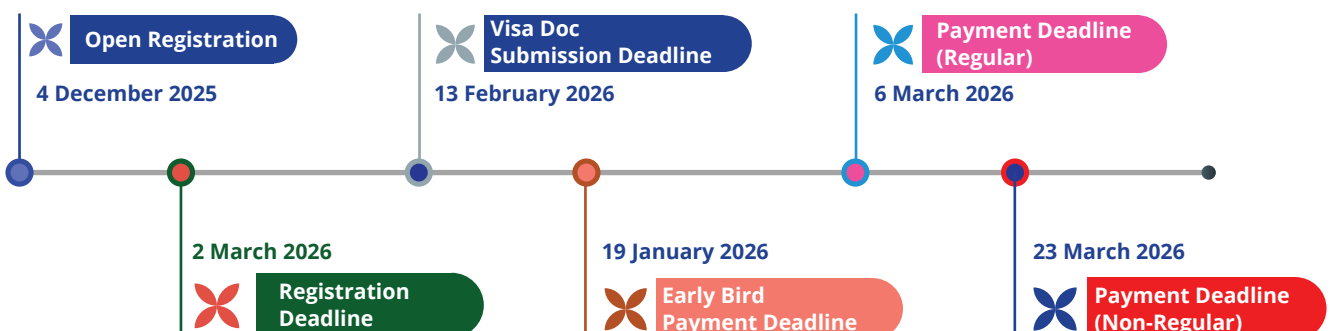 Open Registration
4 December 2025
Visa Doc
Submission Deadline
13 February 2026
Payment Deadline
(Regular)
6 March 2026
2 March 2026
Registration
Deadline
19 January 2026
Early Bird
Payment Deadline
23 March 2026
Payment Deadline
(Non-Regular)